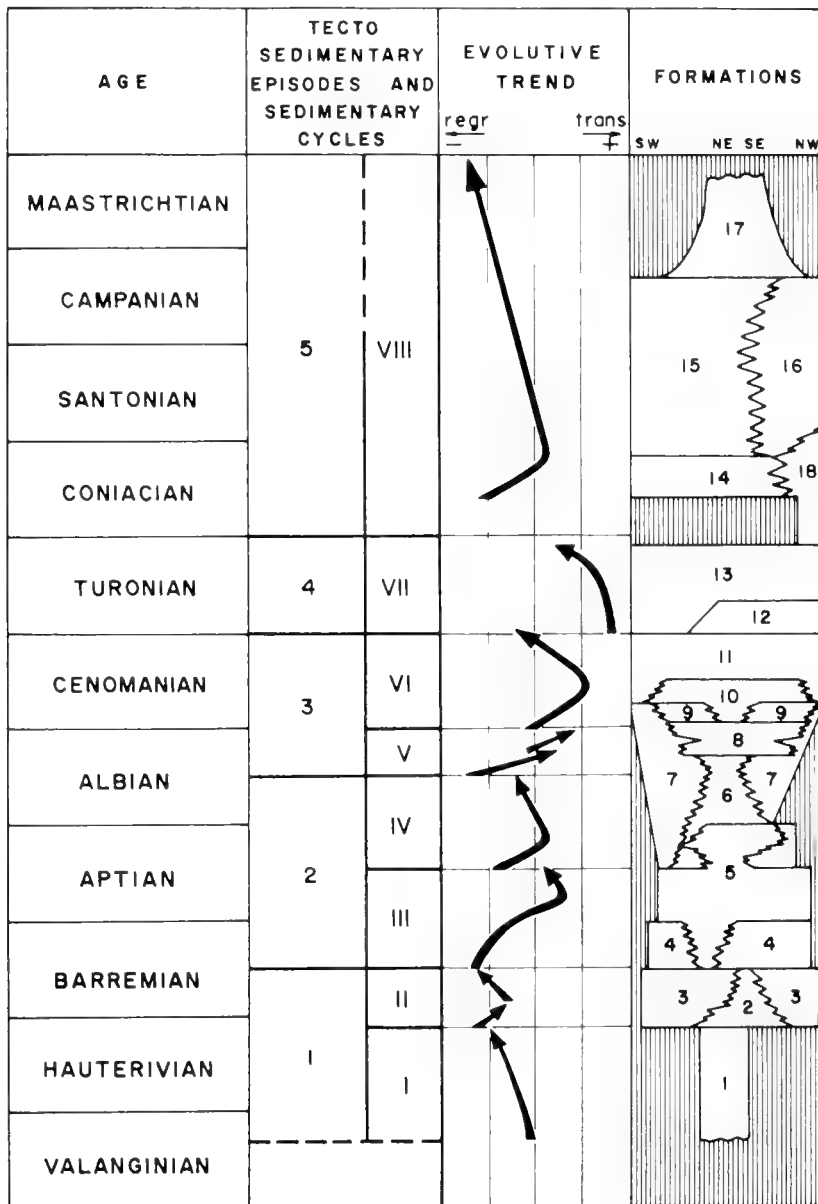 AGE
TECTO
SEDIMENTARY
EPISODES AND
SEDIMENTARY
CYCLES
EVOLUTIVE
TREND
regr
trans
−
+
FORMATIONS
SW NE SE NW
MAASTRICHTIAN
17
CAMPANIAN
5 VIII
15 16
SANTONIAN
CONIACIAN
14 18
TURONIAN
4 VII
13
12
CENOMANIAN
3 VI
11
10
9 9
V
8
ALBIAN
7 6 7
IV
APTIAN
2
5
III
4 4
BARREMIAN
II
3 2 3
HAUTERIVIAN
1 I
1
VALANGINIAN